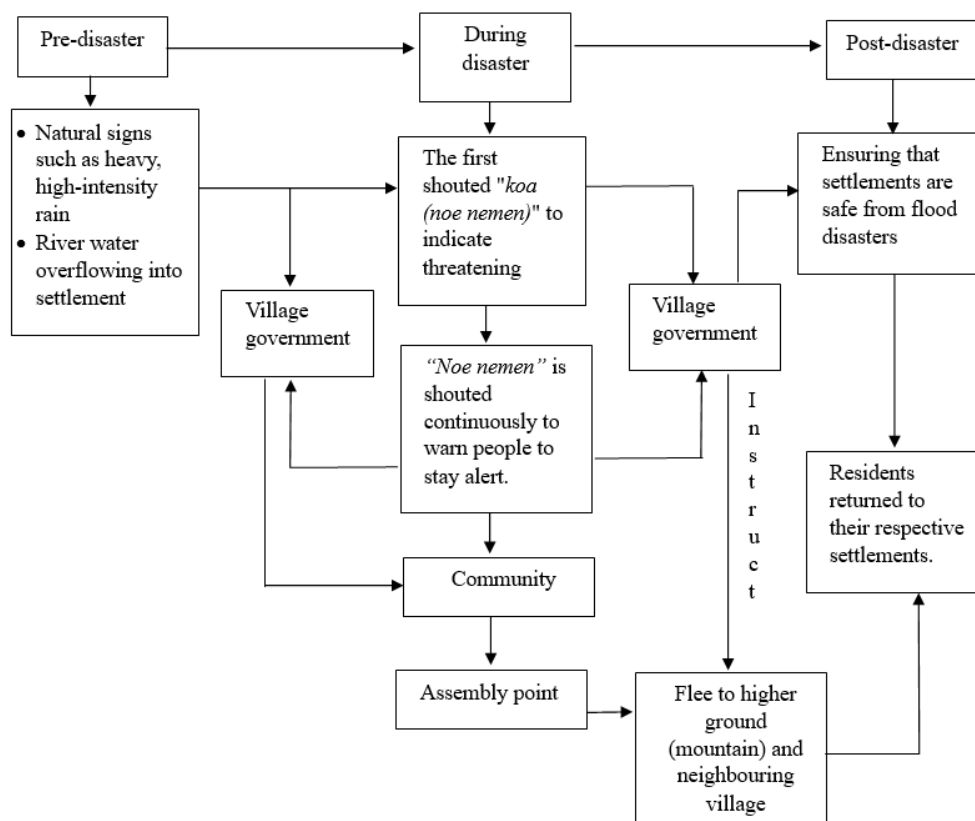 Pre-disaster
During
disaster
Post-disaster
• Natural signs
such as heavy,
high-intensity
rain
• River water
overflowing into
settlement
The first
shouted "koa
(noe nemen)" to
indicate
threatening
Ensuring that
settlements are
safe from flood
disasters
Village
government
Village
government
“Noe nemen” is
shouted
continuously to
warn people to
stay alert.
Instruct
Residents
returned to
their respective
settlements.
Community
Assembly point
Flee to higher
ground
(mountain) and
neighbouring
village